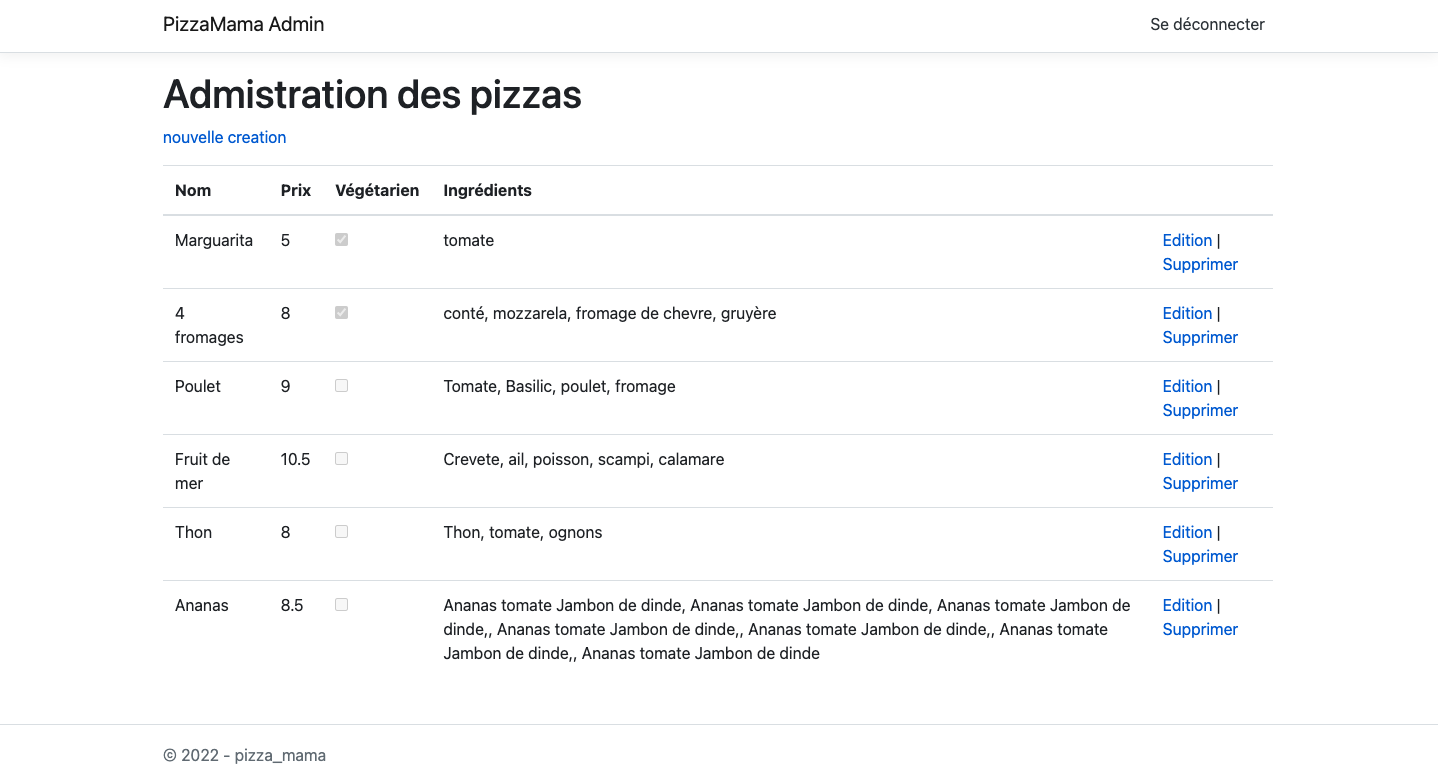 PizzaMama Admin
Se déconnecter
Admistration des pizzas
nouvelle creation
Nom Prix Végétarien Ingrédients
Marguarita 5 tomate Edition |
Supprimer
4 8 conté, mozzarela, fromage de chevre, gruyère Edition |
fromages Supprimer
Poulet 9 Tomate, Basilic, poulet, fromage Edition |
Supprimer
Fruit de 10.5 Crevete, ail, poisson, scampi, calamare Edition |
mer Supprimer
Thon 8 Thon, tomate, ognons Edition |
Supprimer
Ananas 8.5 Ananas tomate Jambon de dinde, Ananas tomate Jambon de dinde, Ananas tomate Jambon de Edition |
dinde,, Ananas tomate Jambon de dinde,, Ananas tomate Jambon de dinde,, Ananas tomate Supprimer
Jambon de dinde,, Ananas tomate Jambon de dinde
© 2022 - pizza_mama